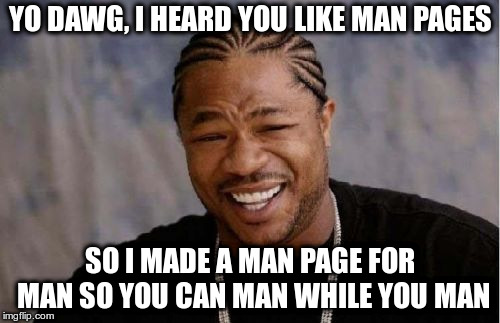 YO DAWG, I HEARD YOU LIKE MAN PAGES
SO I MADE A MAN PAGE FOR
MAN SO YOU CAN MAN WHILE YOU MAN
imgflip.com